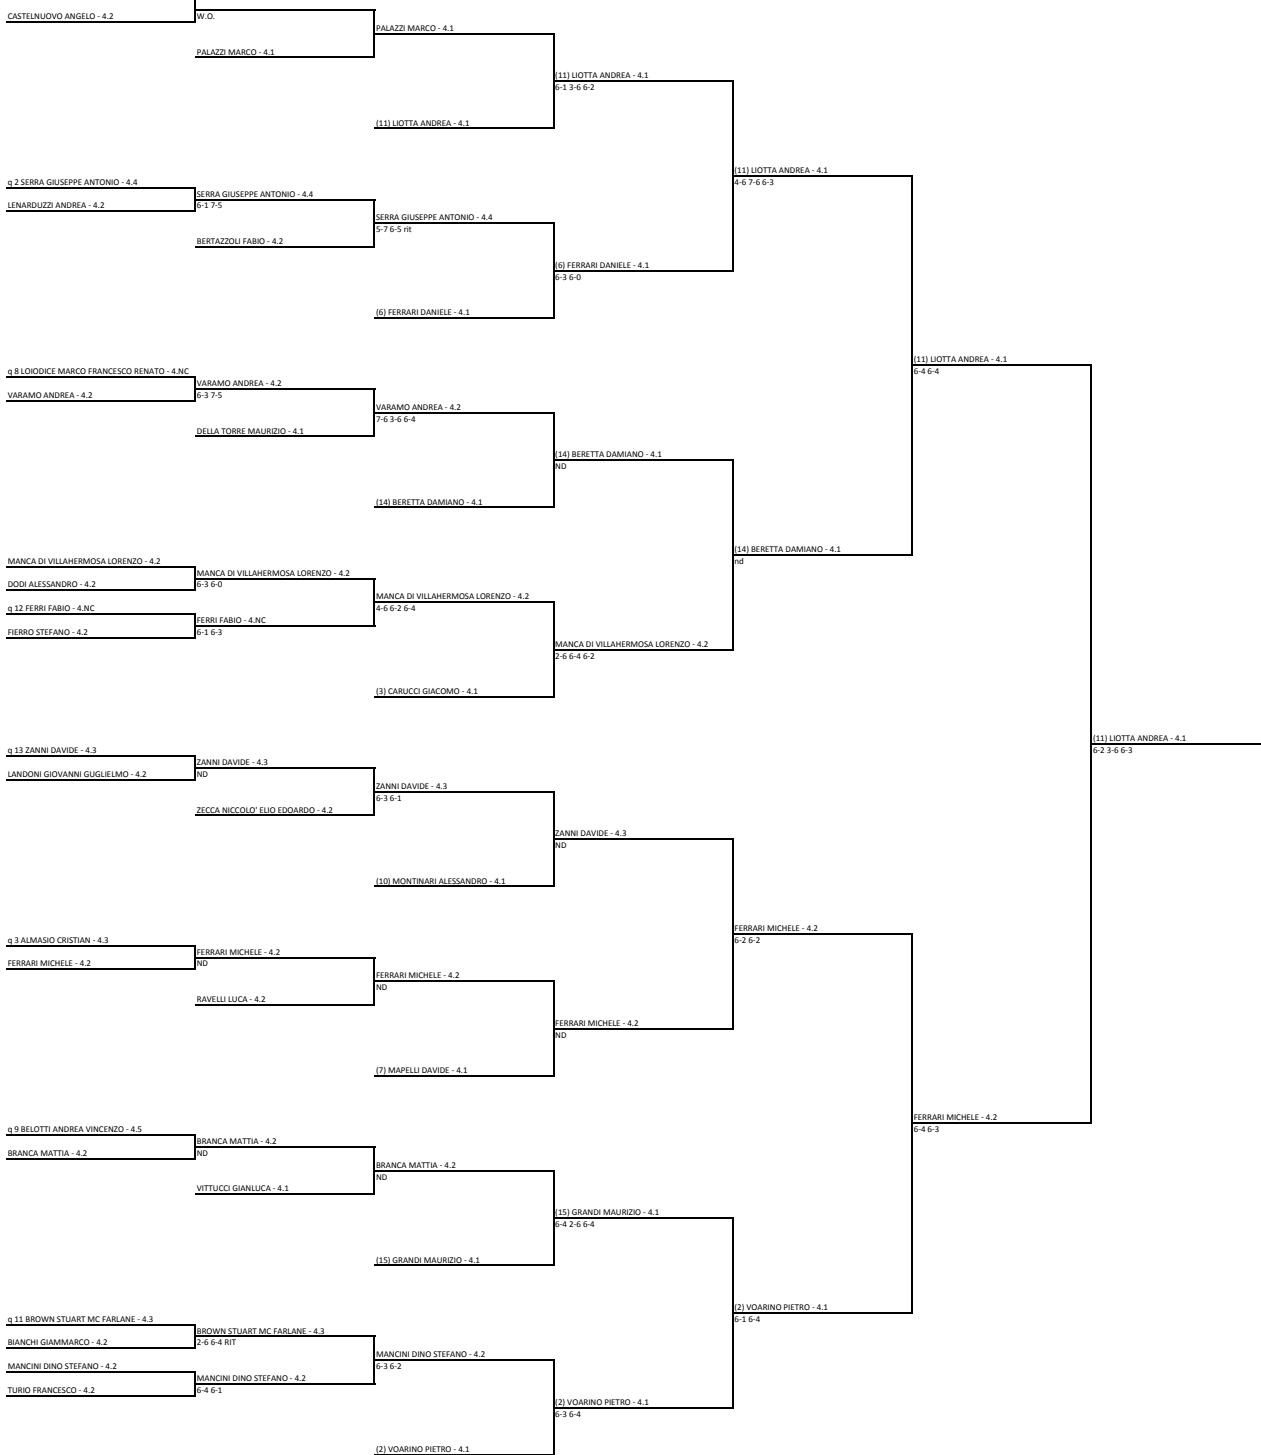 CASTELNUOVO ANGELO - 4.2
W.O.
PALAZZI MARCO - 4.1
PALAZZI MARCO - 4.1
(11) LIOTTA ANDREA - 4.1
6-1 3-6 6-2
(11) LIOTTA ANDREA - 4.1
(11) LIOTTA ANDREA - 4.1
4-6 7-6 6-3
q 2 SERRA GIUSEPPE ANTONIO - 4.4
SERRA GIUSEPPE ANTONIO - 4.4
LENARDUZZI ANDREA - 4.2
6-1 7-5
SERRA GIUSEPPE ANTONIO - 4.4
5-7 6-5 rit
BERTAZZOLI FABIO - 4.2
(6) FERRARI DANIELE - 4.1
6-3 6-0
(6) FERRARI DANIELE - 4.1
(11) LIOTTA ANDREA - 4.1
6-4 6-4
q 8 LOIODICE MARCO FRANCESCO RENATO - 4.NC
VARAMO ANDREA - 4.2
VARAMO ANDREA - 4.2
6-3 7-5
VARAMO ANDREA - 4.2
7-6 3-6 6-4
DELLA TORRE MAURIZIO - 4.1
(14) BERETTA DAMIANO - 4.1
ND
(14) BERETTA DAMIANO - 4.1
(14) BERETTA DAMIANO - 4.1
nd
MANCA DI VILLAHERMOSA LORENZO - 4.2
MANCA DI VILLAHERMOSA LORENZO - 4.2
DODI ALESSANDRO - 4.2
6-3 6-0
MANCA DI VILLAHERMOSA LORENZO - 4.2
4-6 6-2 6-4
q 12 FERRI FABIO - 4.NC
FERRI FABIO - 4.NC
FIERRO STEFANO - 4.2
6-1 6-3
MANCA DI VILLAHERMOSA LORENZO - 4.2
2-6 6-4 6-2
(3) CARUCCI GIACOMO - 4.1
(11) LIOTTA ANDREA - 4.1
6-2 3-6 6-3
q 13 ZANNI DAVIDE - 4.3
ZANNI DAVIDE - 4.3
LANDONI GIOVANNI GUGLIELMO - 4.2
ND
ZANNI DAVIDE - 4.3
6-3 6-1
ZECCA NICCOLO' ELIO EDOARDO - 4.2
ZANNI DAVIDE - 4.3
ND
(10) MONTINARI ALESSANDRO - 4.1
FERRARI MICHELE - 4.2
6-2 6-2
q 3 ALMASIO CRISTIAN - 4.3
FERRARI MICHELE - 4.2
FERRARI MICHELE - 4.2
ND
FERRARI MICHELE - 4.2
ND
RAVELLI LUCA - 4.2
FERRARI MICHELE - 4.2
ND
(7) MAPELLI DAVIDE - 4.1
FERRARI MICHELE - 4.2
6-4 6-3
q 9 BELOTTI ANDREA VINCENZO - 4.5
BRANCA MATTIA - 4.2
BRANCA MATTIA - 4.2
ND
BRANCA MATTIA - 4.2
ND
VITTUCCI GIANLUCA - 4.1
(15) GRANDI MAURIZIO - 4.1
6-4 2-6 6-4
(15) GRANDI MAURIZIO - 4.1
(2) VOARINO PIETRO - 4.1
6-1 6-4
q 11 BROWN STUART MC FARLANE - 4.3
BROWN STUART MC FARLANE - 4.3
BIANCHI GIAMMARCO - 4.2
2-6 6-4 RIT
MANCINI DINO STEFANO - 4.2
6-3 6-2
MANCINI DINO STEFANO - 4.2
MANCINI DINO STEFANO - 4.2
TURIO FRANCESCO - 4.2
6-4 6-1
(2) VOARINO PIETRO - 4.1
6-3 6-4
(2) VOARINO PIETRO - 4.1